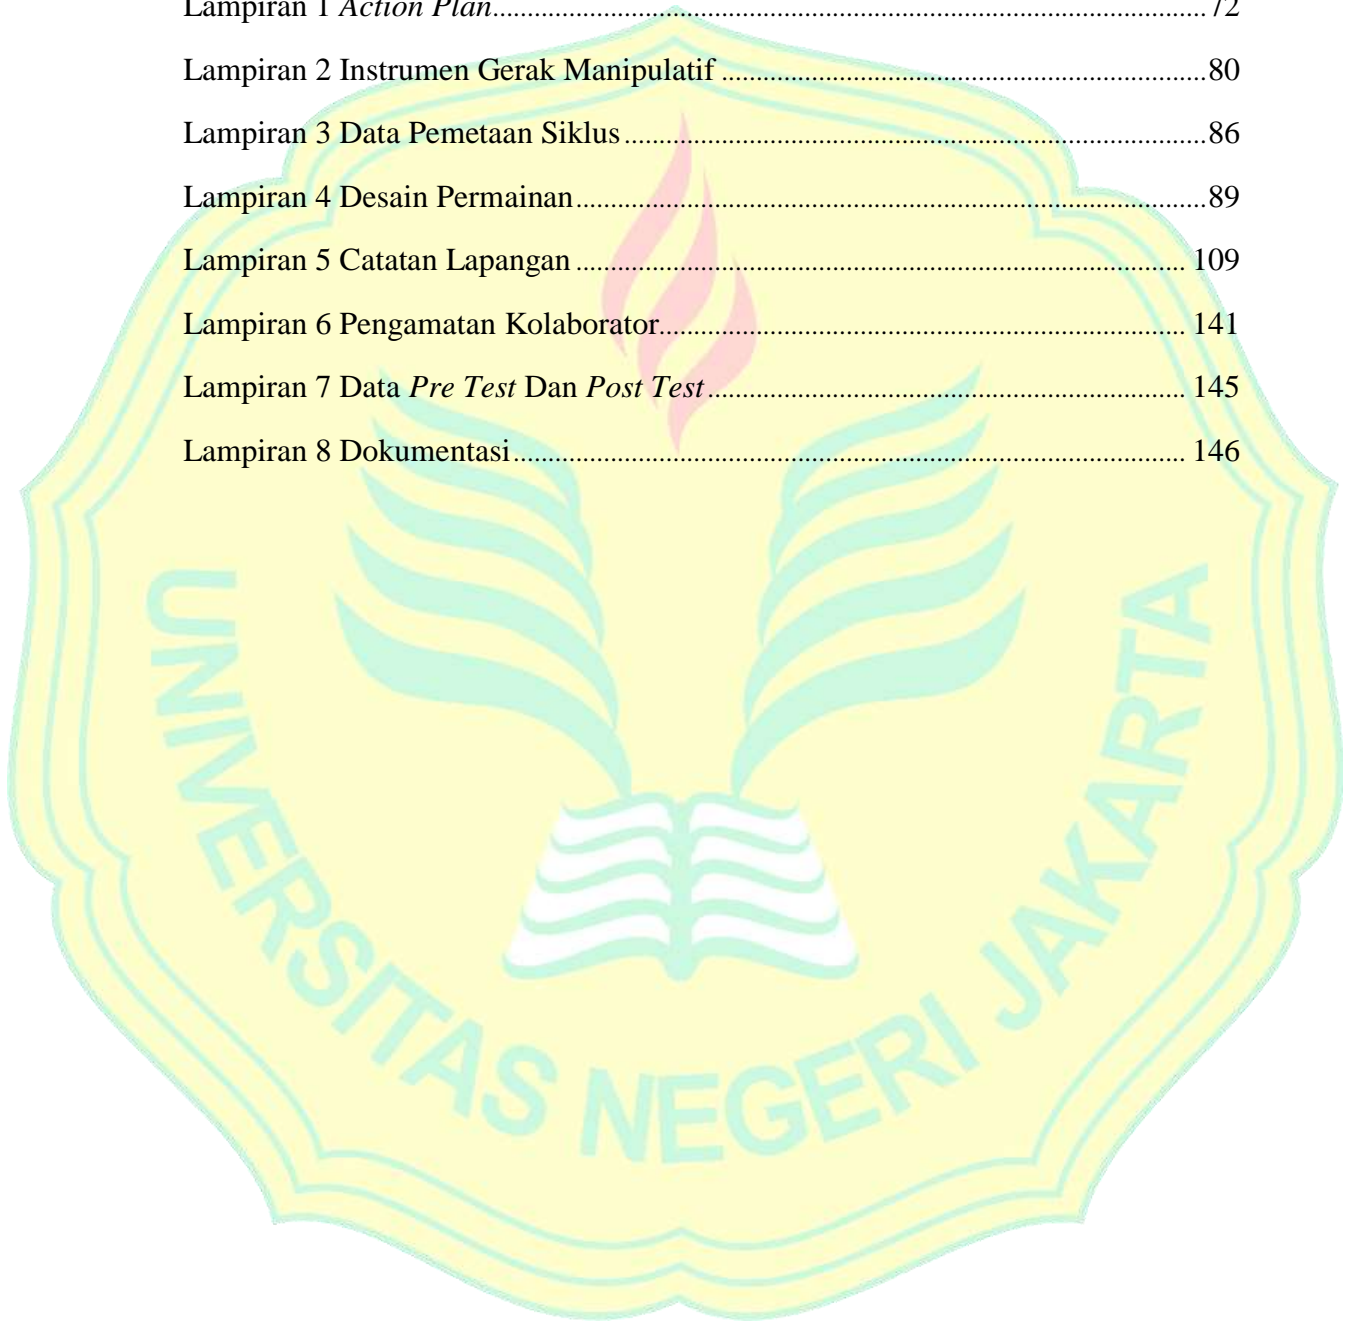 Lampiran 1 Action Plan........................................................................................72
Lampiran 2 Instrumen Gerak Manipulatif ............................................................80
Lampiran 3 Data Pemetaan Siklus........................................................................86
Lampiran 4 Desain Permainan..............................................................................89
Lampiran 5 Catatan Lapangan ........................................................................... 109
Lampiran 6 Pengamatan Kolaborator................................................................. 141
Lampiran 7 Data Pre Test Dan Post Test........................................................... 145
Lampiran 8 Dokumentasi................................................................................... 146
UNIVERSITAS NEGERI JAKARTA